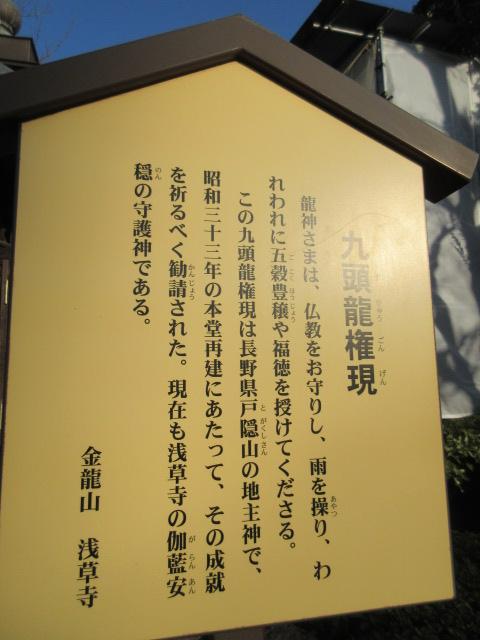 九頭龍権現
龍神さまは、仏教をお守りし、雨を操り、わ
れわれに五穀豊穣や福徳を授けてくださる。
この九頭龍権現は長野県戸隠山の地主神で、
昭和三十三年の本堂再建にあたって、その成就
を祈るべく勧請された。現在も浅草寺の伽藍安
穏の守護神である。
金龍山 浅草寺